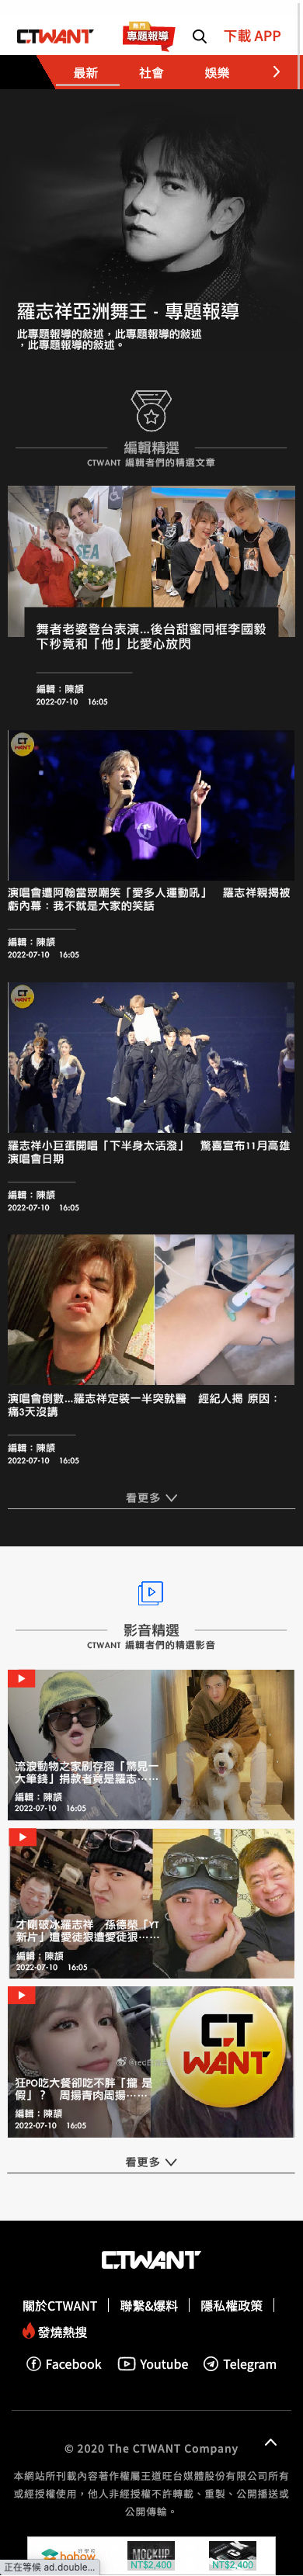 CTWANT
熱門
專題報導
下載 APP
最新
社會
娛樂
羅志祥亞洲舞王 - 專題報導
此專題報導的敘述，此專題報導的敘述
，此專題報導的敘述。
編輯精選
CTWANT 編輯者們的精選文章
SEA
舞者老婆登台表演...後台甜蜜同框李國毅
下秒竟和「他」比愛心放閃
編輯：陳頡
2022-07-10 16:05
CT
WANT
演唱會遭阿翰當眾嘲笑「愛多人運動吼」 羅志祥親揭被
虧內幕：我不就是大家的笑話
編輯：陳頡
2022-07-10 16:05
CT
WANT
羅志祥小巨蛋開唱「下半身太活潑」 驚喜宣布11月高雄
演唱會日期
編輯：陳頡
2022-07-10 16:05
演唱會倒數...羅志祥定裝一半突就醫 經紀人揭 原因：
痛3天沒講
編輯：陳頡
2022-07-10 16:05
看更多
影音精選
CTWANT 編輯者們的精選影音
流浪動物之家刷存摺「驚見一
大筆錢」捐款者竟是羅志……
編輯：陳頡
2022-07-10 16:05
才剛破冰羅志祥 孫德榮「YT
新片」遭愛徒狠遭愛徒狠……
編輯：陳頡
2022-07-10 16:05
CT
WANT
狂PO吃大餐卻吃不胖「攏 是
假」？ 周揚青肉周揚……
編輯：陳頡
2022-07-10 16:05
看更多
CTWANT
關於CTWANT
聯繫&爆料
隱私權政策
發燒熱搜
Facebook
Youtube
Telegram
© 2020 The CTWANT Company
本網站所刊載內容著作權屬王道旺台媒體股份有限公司所有
或經授權使用，他人非經授權不許轉載、重製、公開播送或
公開傳輸。
MOCKUP
NT$2,400
NT$2,400
正在等候 ad.double...